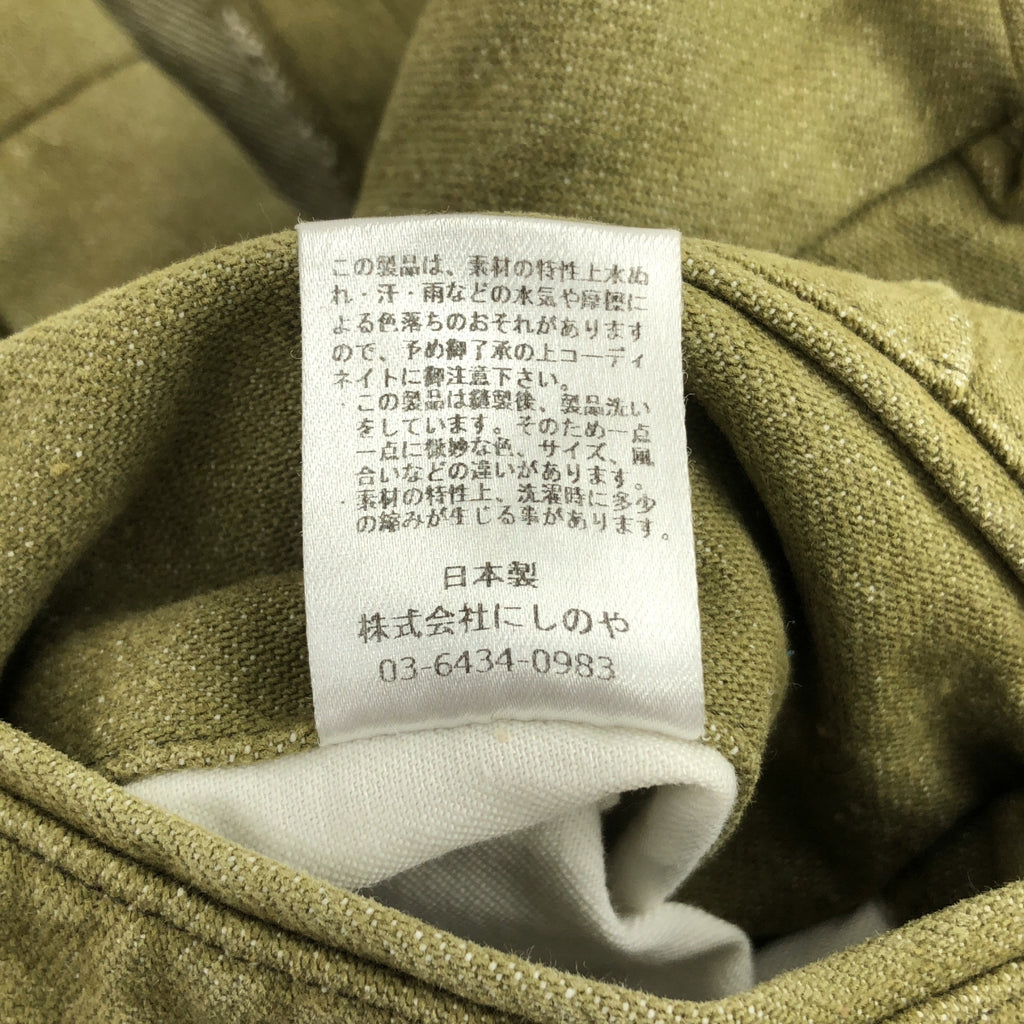 この製品は、素材の特性上水ぬ
れ・汗・雨などの水気や摩擦に
よる色落ちのおそれがあります
ので、予め御了承の上コーディ
ネイトに御注意下さい。
・この製品は縫製後、製品洗い
をしています。そのため一点
一点に微妙な色、サイズ、風
合いなどの違いがあります。
・素材の特性上、洗濯時に多少
の縮みが生じる事があります。
日本製
株式会社にしのや
03-6434-0983